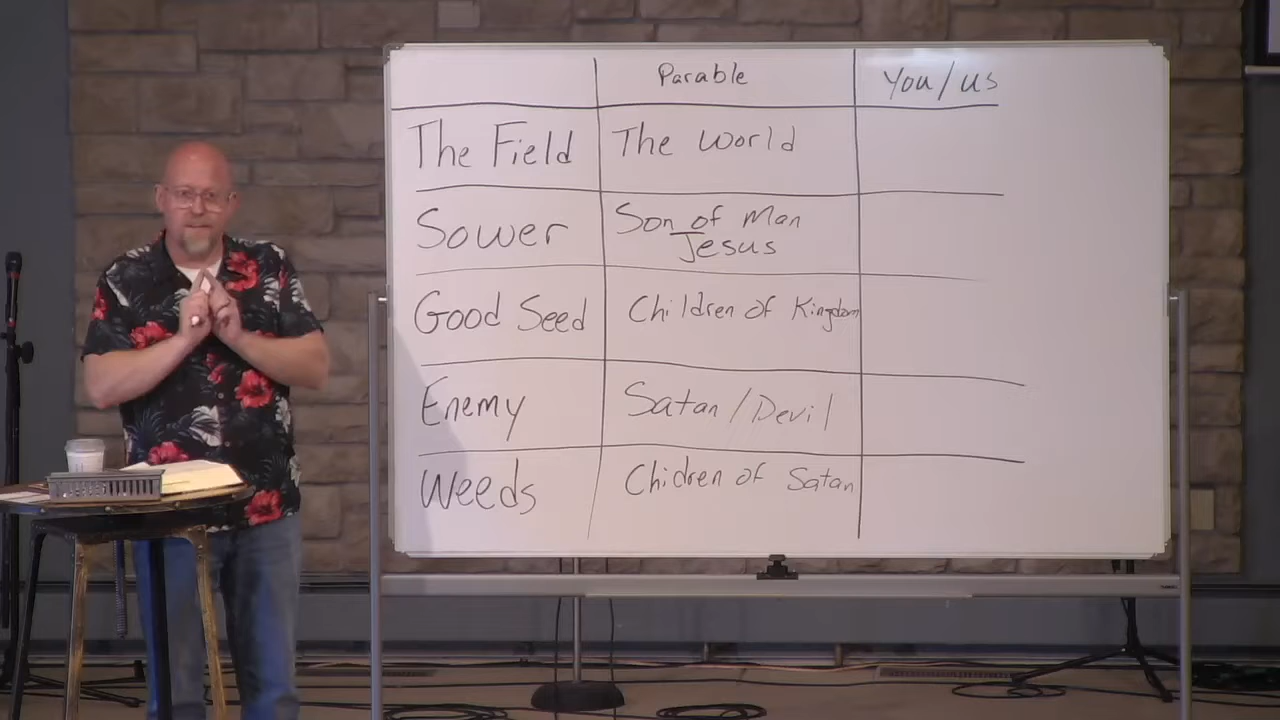 Parable You/us
The Field The World
Sower Son of Man
Jesus
Good Seed Children of Kingdom
Enemy Satan/Devil
Weeds Chidren of Satan